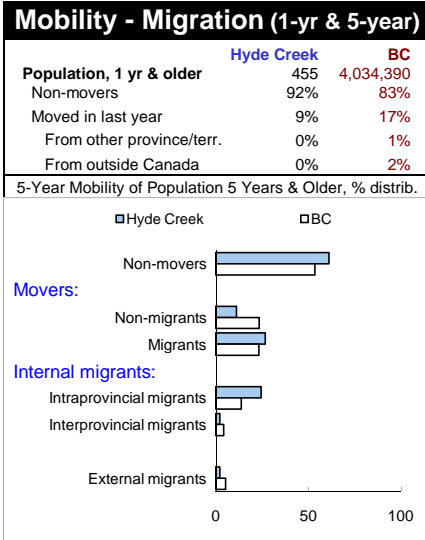 Mobility - Migration (1-yr & 5-year)
Hyde Creek BC
Population, 1 yr & older 455 4,034,390
Non-movers 92% 83%
Moved in last year 9% 17%
From other province/terr. 0% 1%
From outside Canada 0% 2%
5-Year Mobility of Population 5 Years & Older, % distrib.
Hyde Creek BC
Non-movers
Movers:
Non-migrants
Migrants
Internal migrants:
Intraprovincial migrants
Interprovincial migrants
External migrants
0 50 100